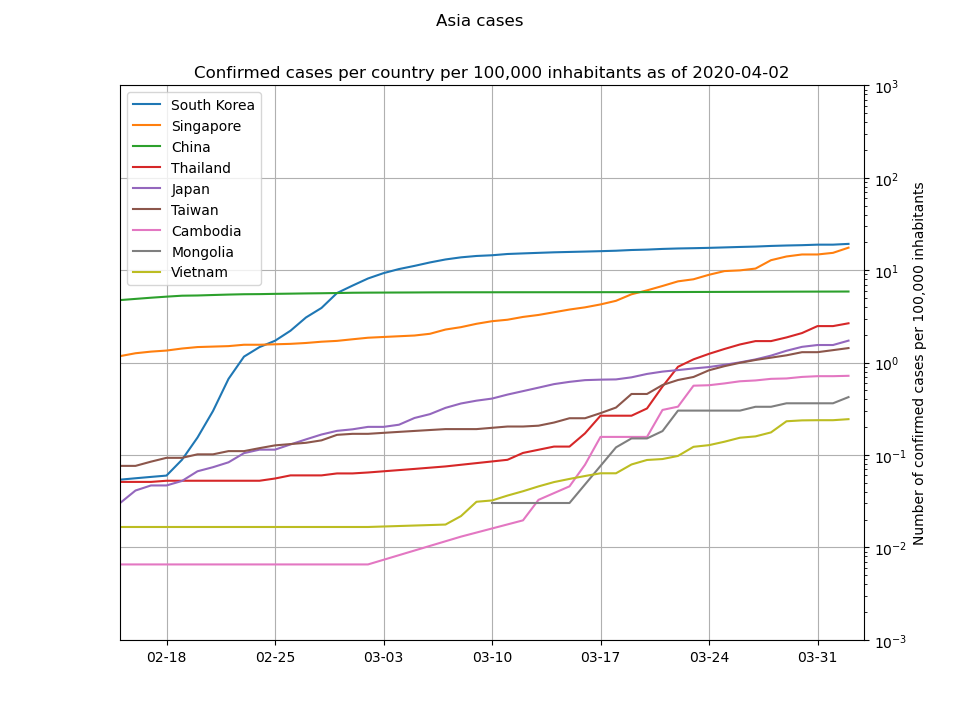 Asia cases
Confirmed cases per country per 100,000 inhabitants as of 2020-04-02
South Korea
Singapore
China
Thailand
Japan
Taiwan
Cambodia
Mongolia
Vietnam
10³
10²
10¹
10⁰
10⁻¹
10⁻²
10⁻³
Number of confirmed cases per 100,000 inhabitants
02-18 02-25 03-03 03-10 03-17 03-24 03-31